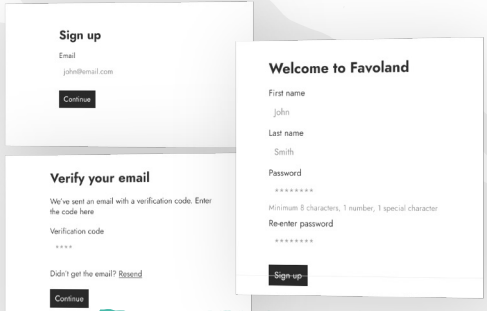 Sign up
Email
john@email.com
Continue
Verify your email
We've sent an email with a verification code. Enter
the code here
Verification code
****
Didn't get the email? Resend
Continue
Welcome to Favoland
First name
John
Last name
Smith
Password
********
Minimum 8 characters, 1 number, 1 special character
Re-enter password
********
Sign up